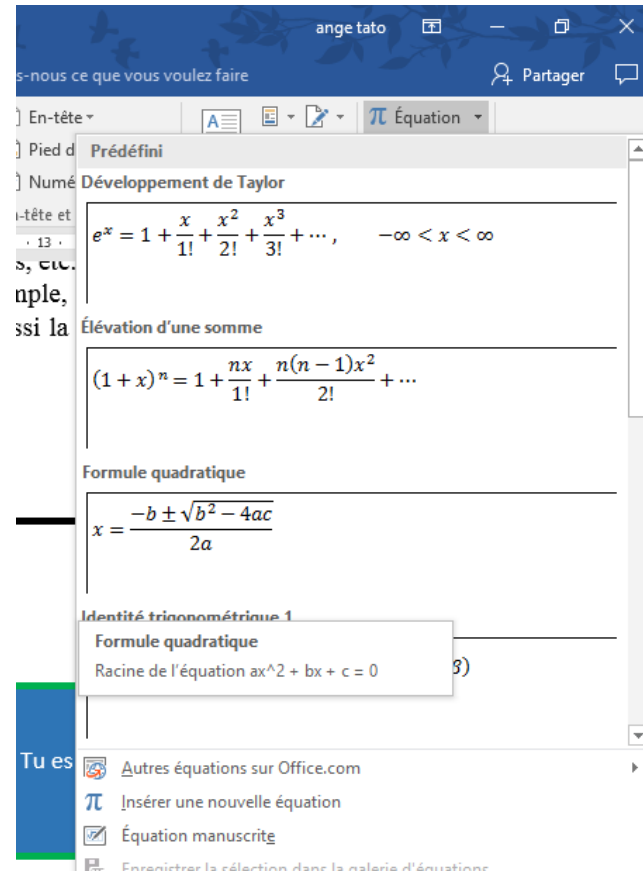 ange tato
s-nous ce que vous voulez faire
Partager
En-tête
π Équation
Pied d
Prédéfini
Numé
Développement de Taylor
-tête et
e^x = 1 + x/1! + x^2/2! + x^3/3! + ⋯ , −∞ < x < ∞
13
s, etc.
mple,
ssi la
Élévation d'une somme
(1 + x)^n = 1 + nx/1! + n(n − 1)x^2/2! + ⋯
Formule quadratique
x = (−b ± √(b^2 − 4ac))/2a
Identité trigonométrique 1
Formule quadratique
Racine de l'équation ax^2 + bx + c = 0
β)
Tu es
Autres équations sur Office.com
π Insérer une nouvelle équation
Équation manuscrite
Enregistrer la sélection dans la galerie d'équations